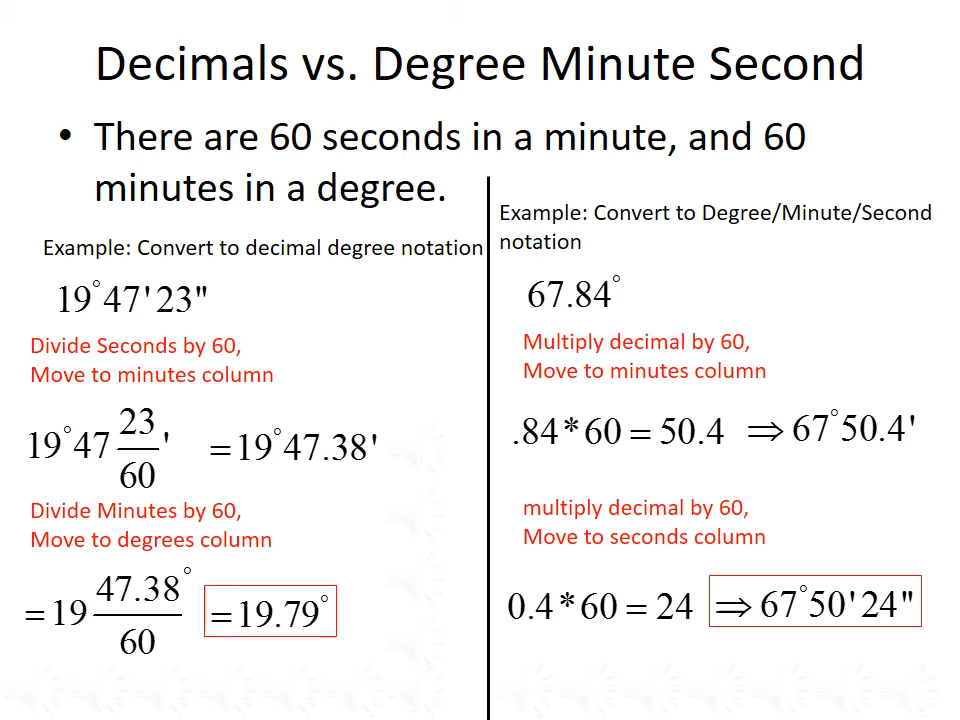 Decimals vs. Degree Minute Second
• There are 60 seconds in a minute, and 60
minutes in a degree.
Example: Convert to decimal degree notation
19°47'23"
Divide Seconds by 60,
Move to minutes column
19°47 23/60 ' = 19°47.38'
Divide Minutes by 60,
Move to degrees column
= 19 47.38/60 ° = 19.79°
Example: Convert to Degree/Minute/Second
notation
67.84°
Multiply decimal by 60,
Move to minutes column
.84*60 = 50.4 ⇒ 67°50.4'
multiply decimal by 60,
Move to seconds column
0.4*60 = 24 ⇒ 67°50'24"